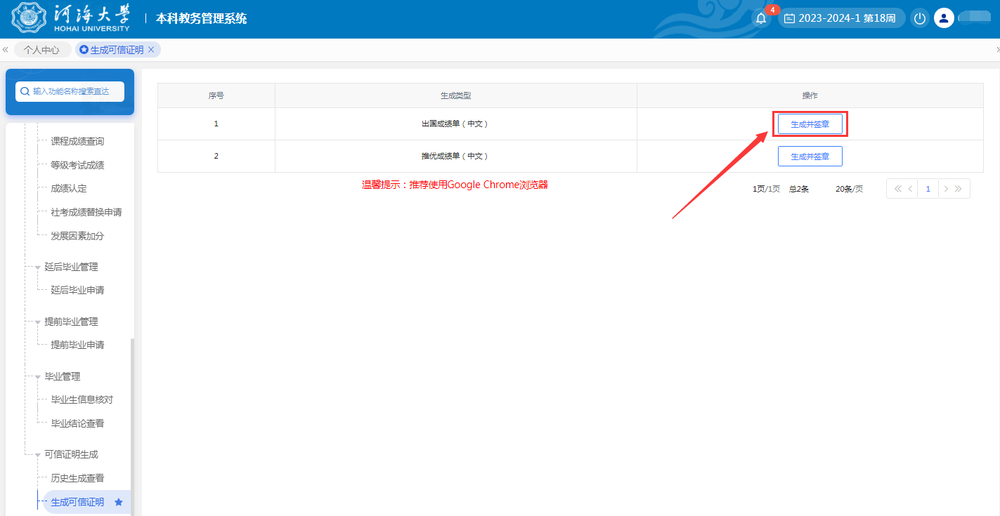 河海大学
HOHAI UNIVERSITY
本科教务管理系统
4
2023-2024-1 第18周
个人中心
生成可信证明
输入功能名称搜索直达
课程成绩查询
等级考试成绩
成绩认定
社考成绩替换申请
发展因素加分
延后毕业管理
延后毕业申请
提前毕业管理
提前毕业申请
毕业管理
毕业生信息核对
毕业结论查看
可信证明生成
历史生成查看
生成可信证明
序号 生成类型 操作
1 出国成绩单（中文） 生成并签章
2 推优成绩单（中文） 生成并签章
温馨提示：推荐使用Google Chrome浏览器
1页/1页 总2条 20条/页 1